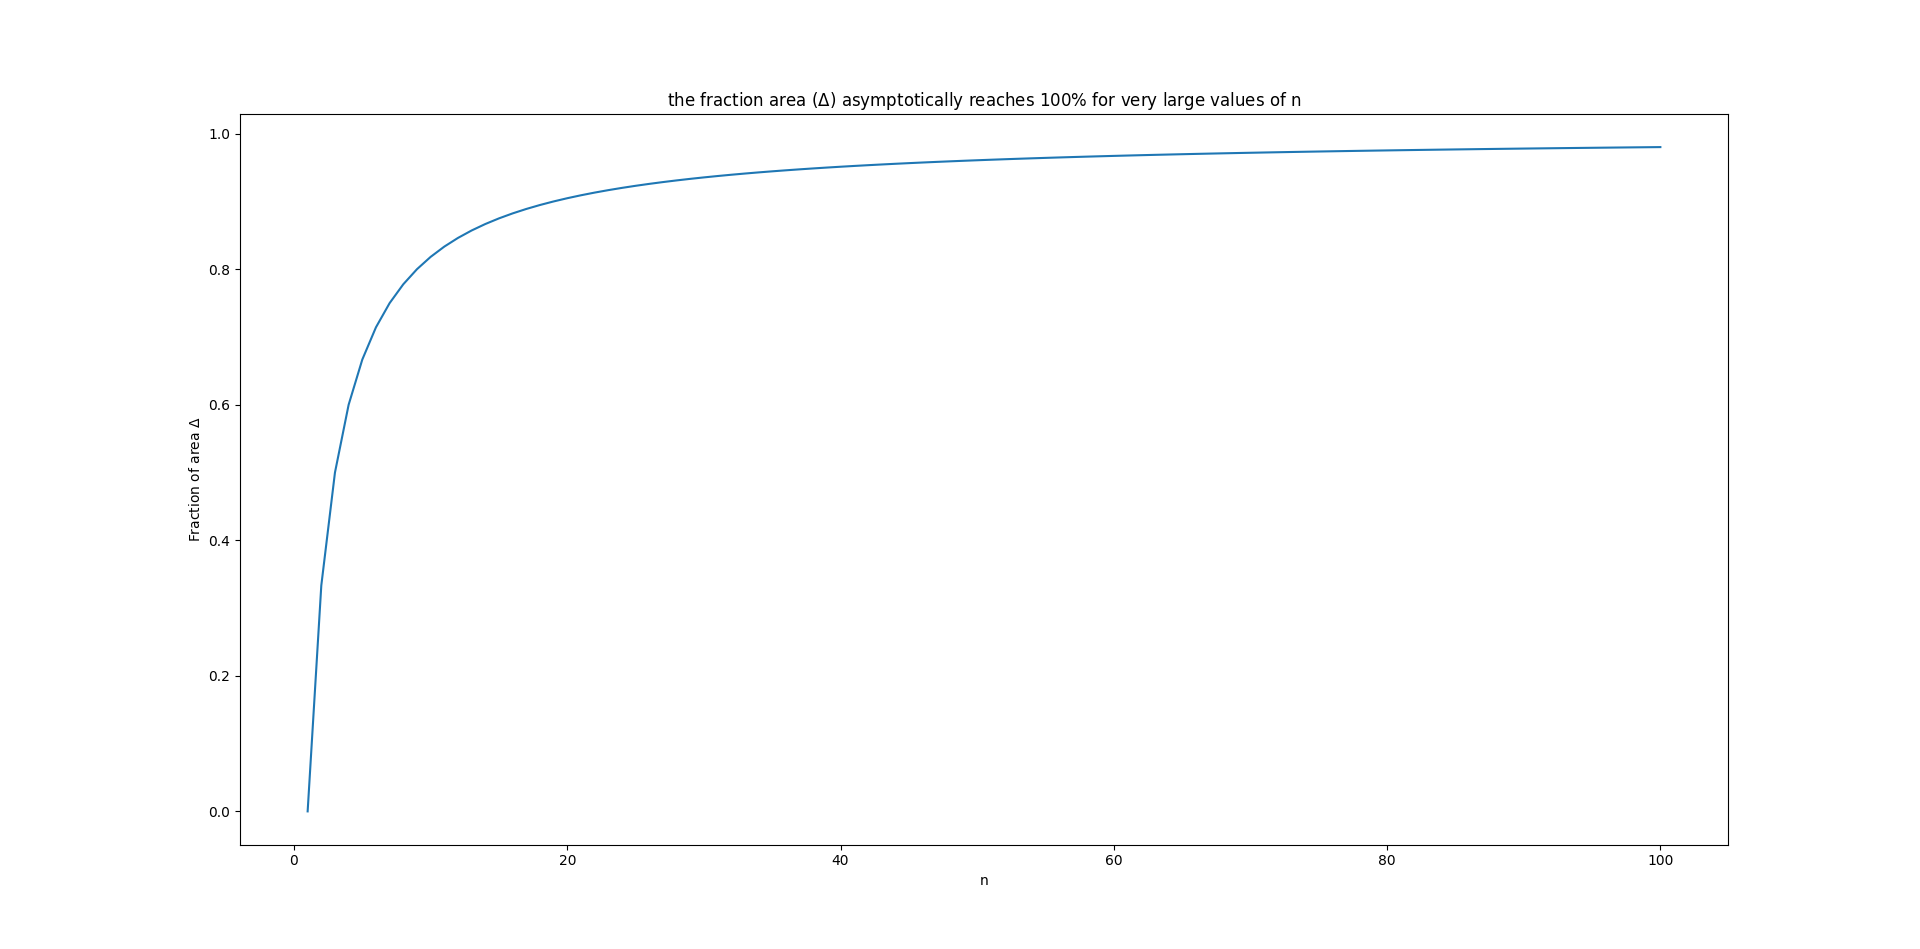 the fraction area (Δ) asymptotically reaches 100% for very large values of n
1.0
0.8
0.6
0.4
0.2
0.0
Fraction of area Δ
0 20 40 60 80 100
n